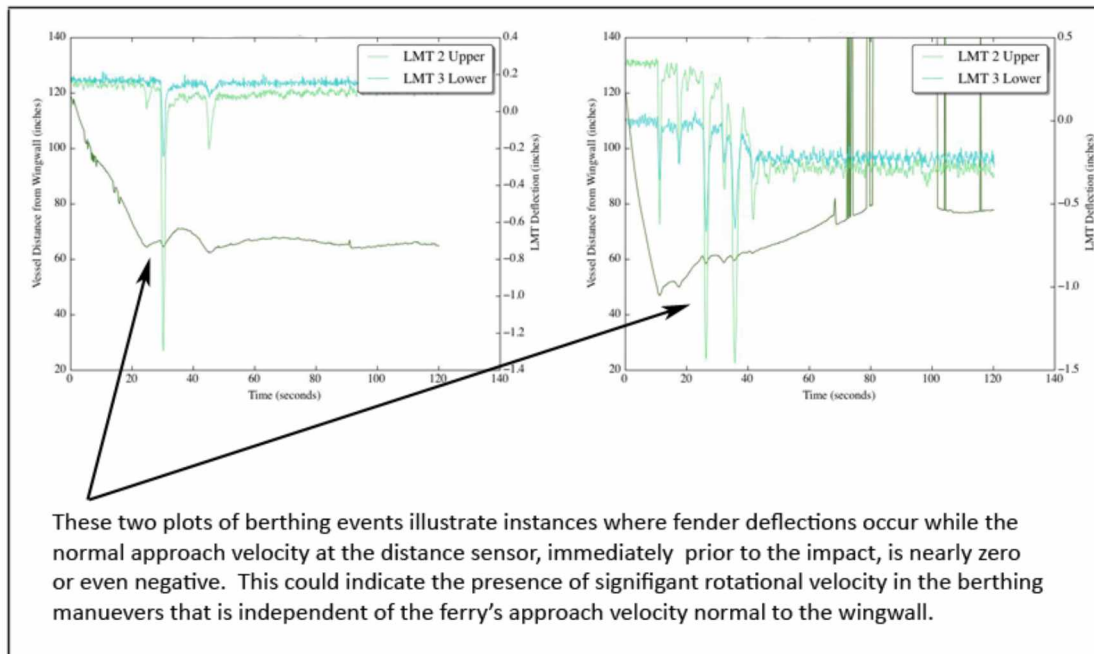 140
120
100
80
60
40
20
Vessel Distance from Wingwall (inches)
0.4
0.2
0.0
−0.2
−0.4
−0.6
−0.8
−1.0
−1.2
−1.4
LMT Deflection (inches)
LMT 2 Upper
LMT 3 Lower
0 20 40 60 80 100 120 140
Time (seconds)
140
120
100
80
60
40
20
Vessel Distance from Wingwall (inches)
0.5
0.0
−0.5
−1.0
−1.5
LMT Deflection (inches)
LMT 2 Upper
LMT 3 Lower
0 20 40 60 80 100 120 140
Time (seconds)
These two plots of berthing events illustrate instances where fender deflections occur while the
normal approach velocity at the distance sensor, immediately prior to the impact, is nearly zero
or even negative. This could indicate the presence of signifigant rotational velocity in the berthing
manuevers that is independent of the ferry’s approach velocity normal to the wingwall.